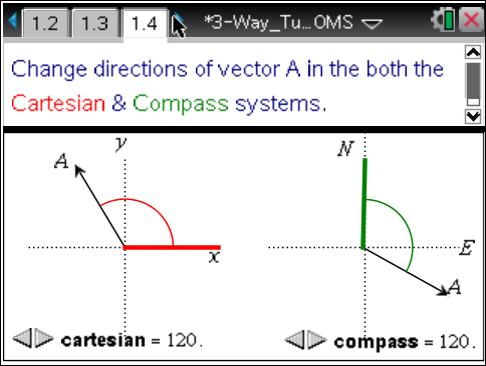 1.2 1.3 1.4 *3-Way_Tu...OMS
Change directions of vector A in the both the
Cartesian & Compass systems.
y
A
x
N
E
A
cartesian = 120.
compass = 120.